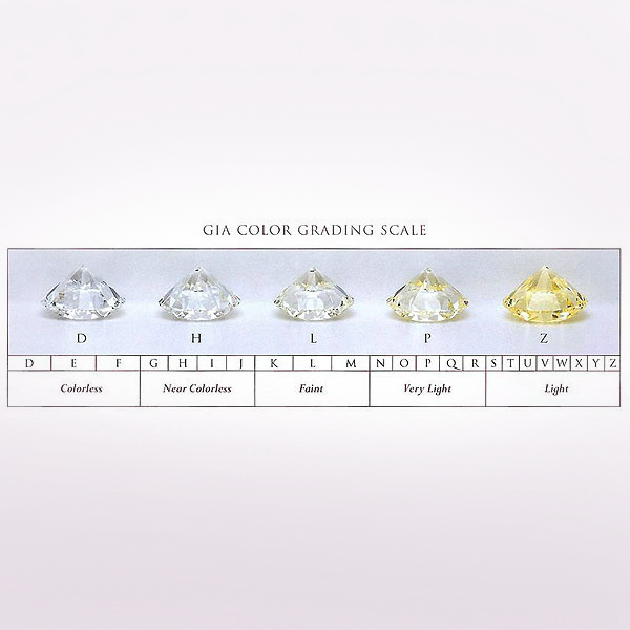 GIA COLOR GRADING SCALE
D H L P Z
D E F G H I J K L M N O P Q R S T U V W X Y Z
Colorless Near Colorless Faint Very Light Light